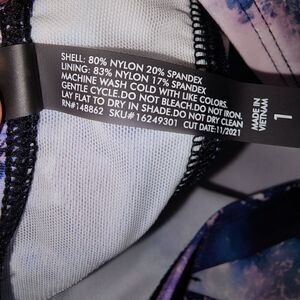 SHELL: 80% NYLON 20% SPANDEX
LINING: 83% NYLON 17% SPANDEX
MACHINE WASH COLD WITH LIKE COLORS.
GENTLE CYCLE.DO NOT BLEACH.DO NOT IRON.
LAY FLAT TO DRY IN SHADE.DO NOT DRY CLEAN
RN#148862 SKU#16249301 CUT DATE:11/2021
MADE IN
VIETNAM
1